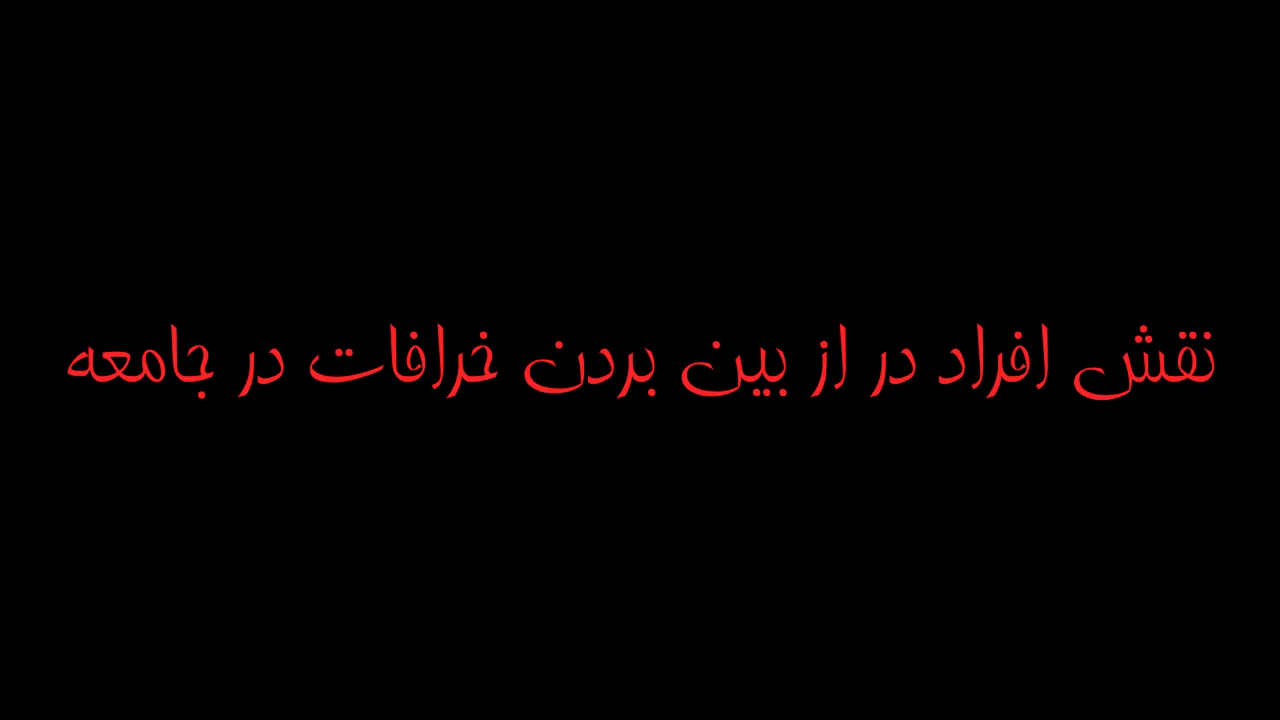 نقش افراد در از بین بردن خرافات در جامعه